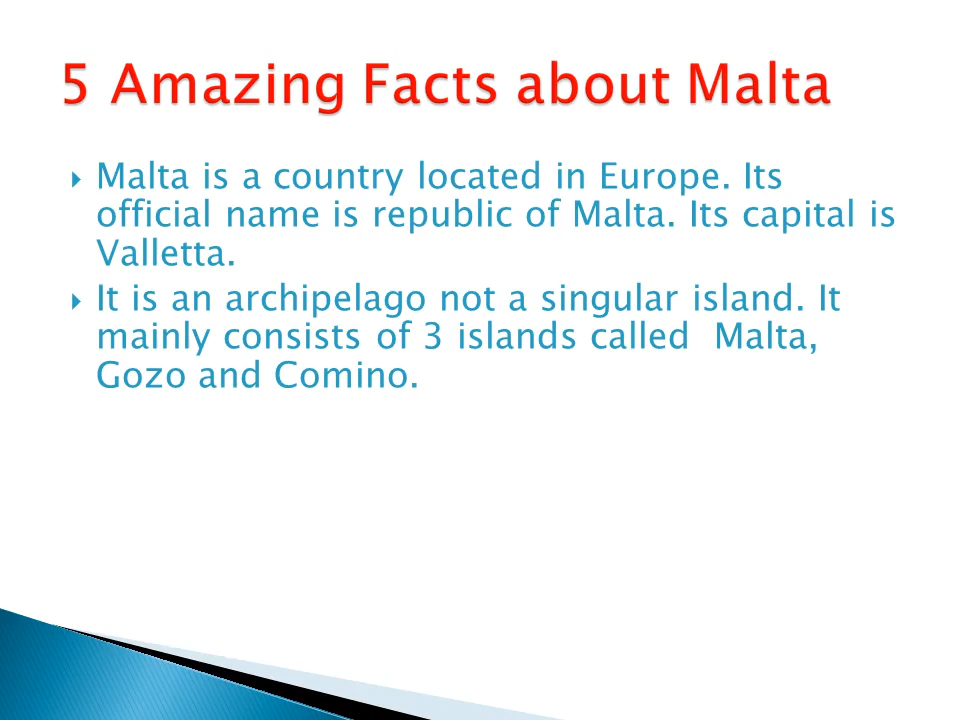 5 Amazing Facts about Malta
Malta is a country located in Europe. Its
official name is republic of Malta. Its capital is
Valletta.
It is an archipelago not a singular island. It
mainly consists of 3 islands called  Malta,
Gozo and Comino.